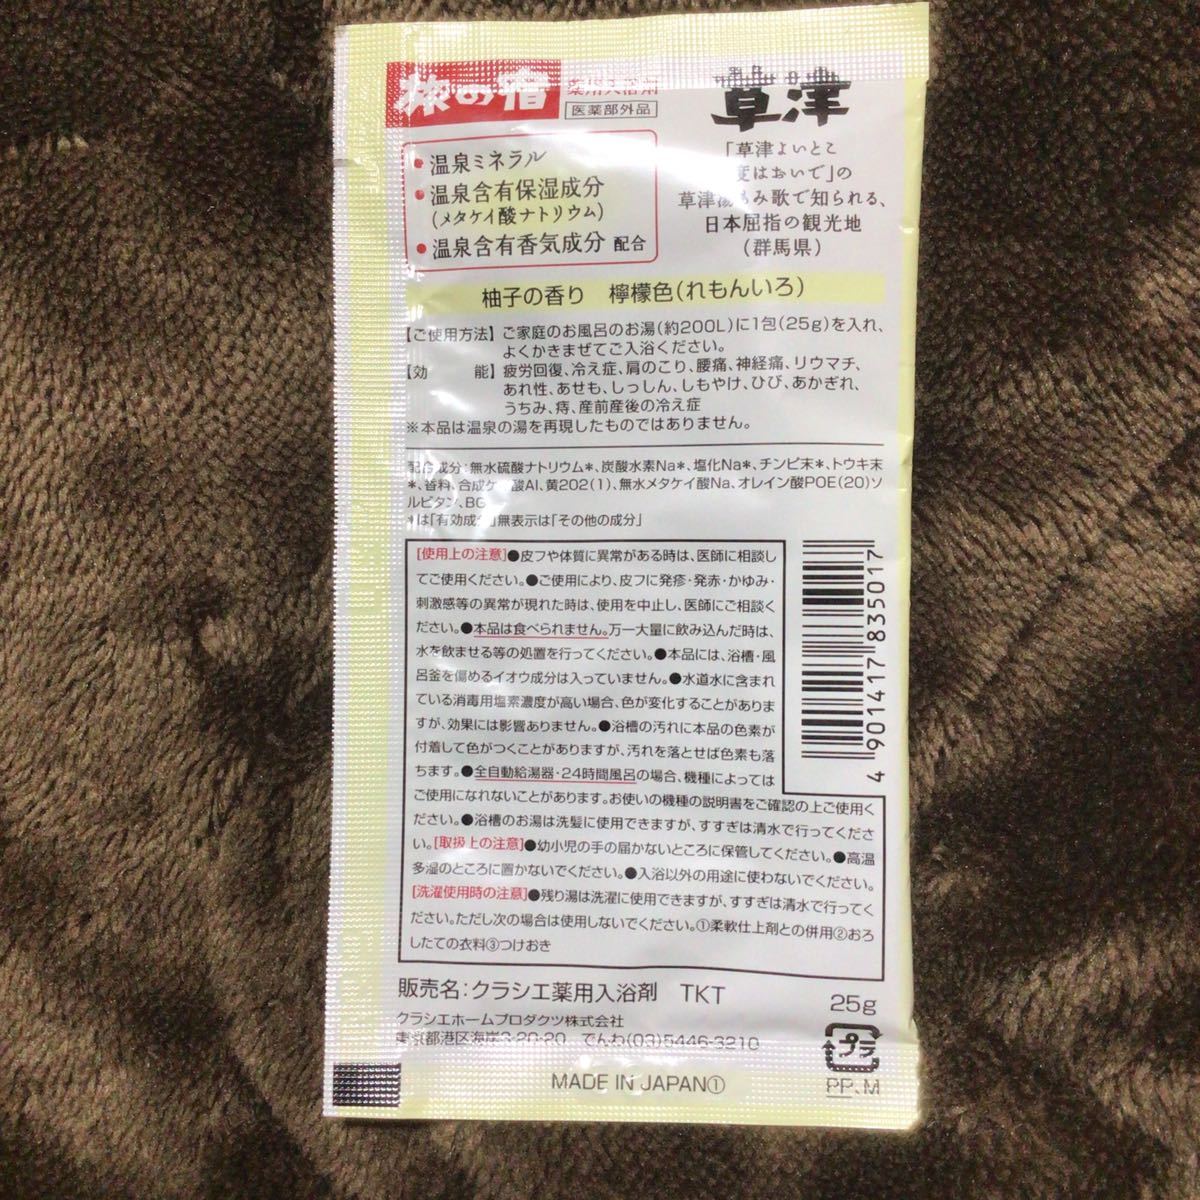 旅の宿
薬用入浴剤
医薬部外品
草津
●温泉ミネラル
●温泉含有保湿成分
(メタケイ酸ナトリウム)
●温泉含有香気成分 配合
「草津よいとこ
度はおいで」の
草津湯もみ歌で知られる、
日本屈指の観光地
(群馬県)
柚子の香り 檸檬色(れもんいろ)
【ご使用方法】ご家庭のお風呂のお湯(約200L)に1包(25g)を入れ、
よくかきまぜてご入浴ください。
【効 能】疲労回復、冷え症、肩のこり、腰痛、神経痛、リウマチ、
あれ性、あせも、しっしん、しもやけ、ひび、あかぎれ、
うちみ、痔、産前産後の冷え症
※本品は温泉の湯を再現したものではありません。
配合成分:無水硫酸ナトリウム*、炭酸水素Na*、塩化Na*、チンピ末*、トウキ末
*、香料、合成ケイ酸Al、黄202(1)、無水メタケイ酸Na、オレイン酸POE(20)ソ
ルビタン、BG
*は「有効成分」無表示は「その他の成分」
[使用上の注意]●皮フや体質に異常がある時は、医師に相談し
てご使用ください。●ご使用により、皮フに発疹・発赤・かゆみ・
刺激感等の異常が現れた時は、使用を中止し、医師にご相談く
ださい。●本品は食べられません。万一大量に飲み込んだ時は、
水を飲ませる等の処置を行ってください。●本品には、浴槽・風
呂釜を傷めるイオウ成分は入っていません。●水道水に含まれ
ている消毒用塩素濃度が高い場合、色が変化することがありま
すが、効果には影響ありません。●浴槽の汚れに本品の色素が
付着して色がつくことがありますが、汚れを落とせば色素も落
ちます。●全自動給湯器・24時間風呂の場合、機種によっては
ご使用になれないことがあります。お使いの機種の説明書をご確認の上ご使用く
ださい。●浴槽のお湯は洗髪に使用できますが、すすぎは清水で行ってくださ
い。[取扱上の注意]●幼小児の手の届かないところに保管してください。●高温
多湿のところに置かないでください。●入浴以外の用途に使わないでください。
[洗濯使用時の注意]●残り湯は洗濯に使用できますが、すすぎは清水で行ってく
ださい。ただし次の場合は使用しないでください。①柔軟仕上剤との併用②おろ
したての衣料③つけおき
4 901417 835017
販売名:クラシエ薬用入浴剤 TKT
25g
クラシエホームプロダクツ株式会社
東京都港区海岸3-20-20 でんわ(03)5446-3210
プラ
PP、M
MADE IN JAPAN①